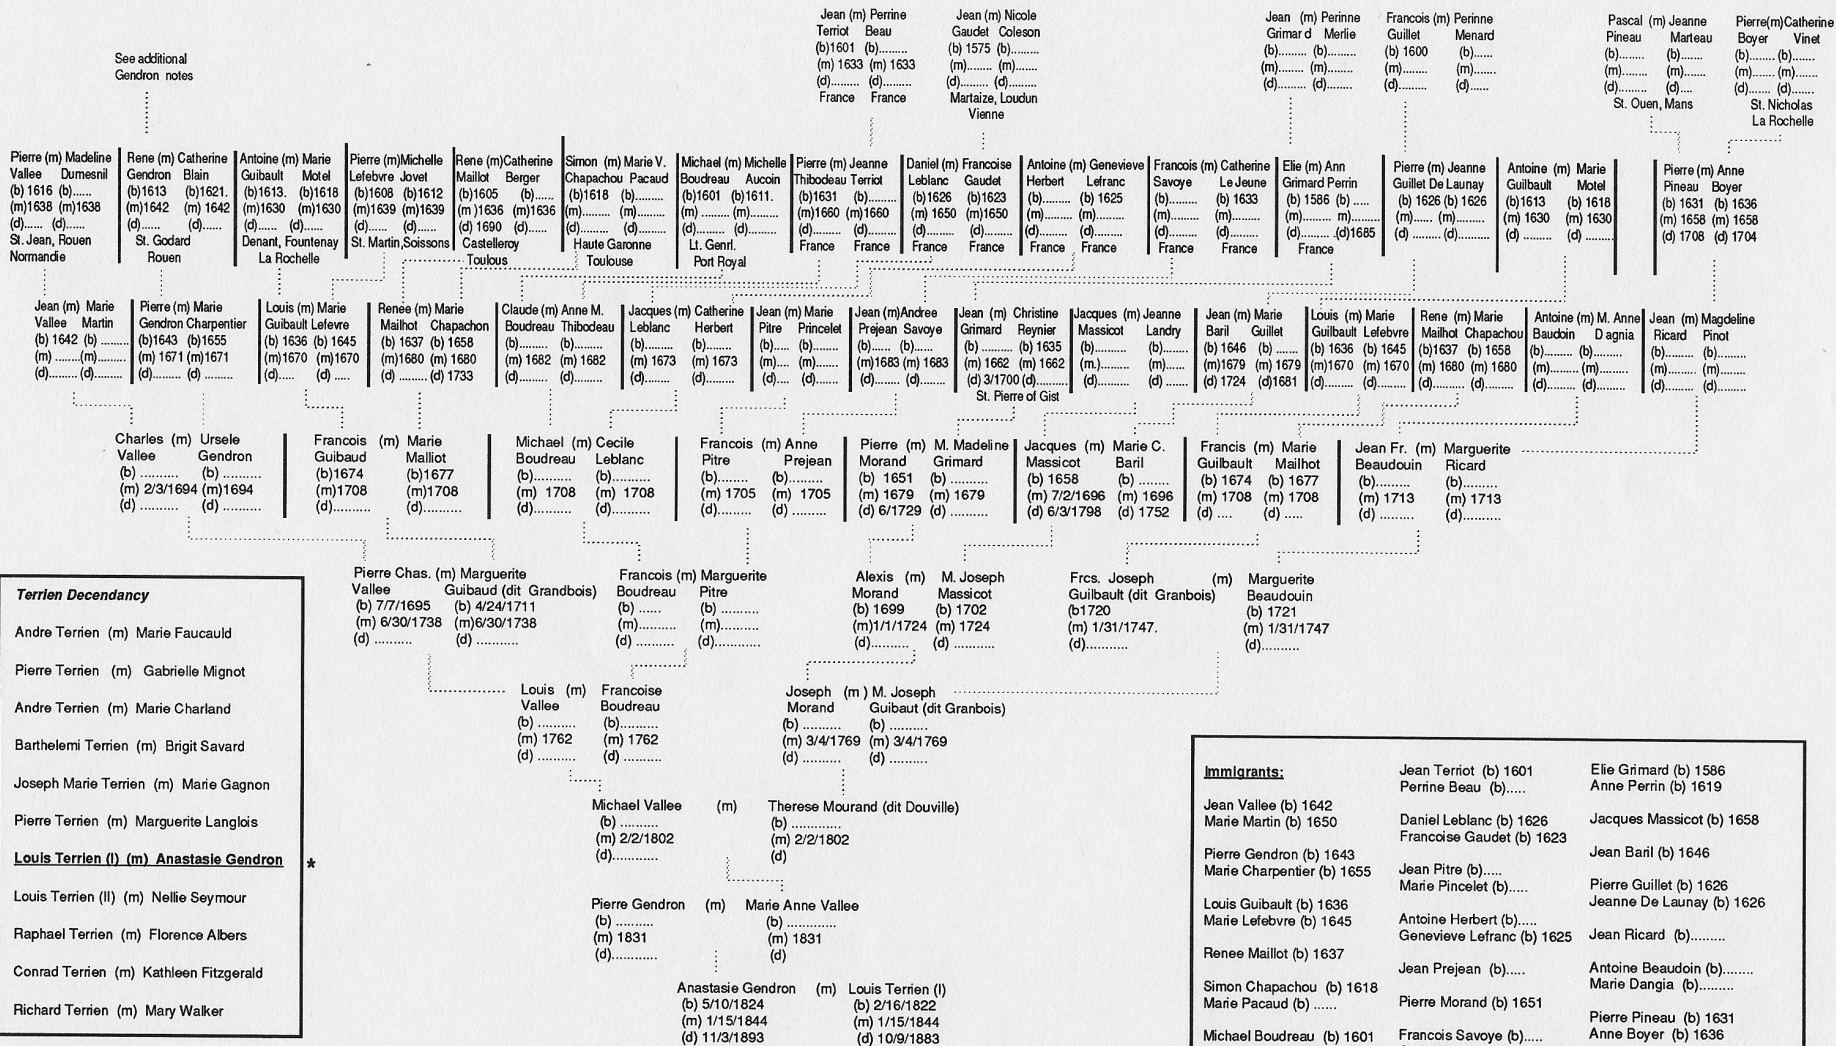 See additional
Gendron notes
Jean (m) Perrine
Terriot Beau
(b)1601 (b).........
(m) 1633 (m) 1633
(d)......... (d).........
France France
Jean (m) Nicole
Gaudet Coleson
(b) 1575 (b).........
(m)........ (m)........
(d)......... (d).........
Martaize, Loudun
Vienne
Jean (m) Perinne
Grimard Merlie
(b)......... (b).........
(m)........ (m)........
(d)......... (d).........
Francois (m) Perinne
Guillet Menard
(b) 1600 (b)......
(m)........ (m)........
(d)......... (d)......
Pascal (m) Jeanne
Pineau Marteau
(b)......... (b)......
(m)........ (m)......
(d)......... (d)....
St. Ouen, Mans
Pierre(m)Catherine
Boyer Vinet
(b)....... (b).......
(m)....... (m)......
(d)....... (d)......
St. Nicholas
La Rochelle
Pierre (m) Madeline
Vallee Dumesnil
(b) 1616 (b)......
(m)1638 (m)1638
(d)..... (d).....
St. Jean, Rouen
Normandie
Rene (m) Catherine
Gendron Blain
(b)1613 (b)1621.
(m)1642 (m) 1642
(d)...... (d)......
St. Godard
Rouen
Antoine (m) Marie
Guibault Motel
(b)1613. (b)1618
(m)1630 (m)1630
(d)...... (d)......
Denant, Fountenay
La Rochelle
Pierre (m)Michelle
Lefebvre Jovet
(b)1608 (b)1612
(m)1639 (m)1639
(d)...... (d)......
St. Martin,Soissons
Rene (m)Catherine
Maillot Berger
(b)1605 (b)......
(m)1636 (m)1636
(d) 1690 (d)......
Castelleroy
Toulous
Simon (m) Marie V.
Chapachou Pacaud
(b)1618 (b).........
(m)........ (m)........
(d)......... (d).........
Haute Garonne
Toulouse
Michael (m) Michelle
Boudreau Aucoin
(b)1601 (b)1611.
(m) ......... (m).........
(d)......... (d).........
Lt. Genrl.
Port Royal
Pierre (m) Jeanne
Thibodeau Terriot
(b)1631 (b).........
(m)1660 (m)1660
(d)......... (d).........
France France
Daniel (m) Francoise
Leblanc Gaudet
(b)1626 (b)1623
(m) 1650 (m)1650
(d)......... (d).........
France France
Antoine (m) Genevieve
Herbert Lefranc
(b)......... (b) 1625
(m)........ (m)........
(d)......... (d).........
France France
Francois (m) Catherine
Savoye Le Jeune
(b)......... (b) 1633
(m)........ (m)........
(d)......... (d).........
France France
Elie (m) Ann
Grimard Perrin
(b) 1586 (b) .....
(m)........ m).......
(d)......... .(d)1685
France
Pierre (m) Jeanne
Guillet De Launay
(b) 1626 (b) 1626
(m)...... (m)......
(d) ......... (d).........
Antoine (m) Marie
Guilbault Motel
(b)1613 (b) 1618
(m) 1630 (m) 1630
(d) ......... (d) .........
Pierre (m) Anne
Pineau Boyer
(b) 1631 (b) 1636
(m) 1658 (m) 1658
(d) 1708 (d) 1704
Jean (m) Marie
Vallee Martin
(b) 1642 (b) .........
(m) ........(m)........
(d)......... (d).........
Pierre (m) Marie
Gendron Charpentier
(b)1643 (b)1655
(m) 1671 (m)1671
(d)......... (d) .........
Louis (m) Marie
Guibault Lefevre
(b) 1636 (b) 1645
(m)1670 (m)1670
(d)..... (d) .....
Renee (m) Marie
Mailhot Chapachon
(b) 1637 (b) 1658
(m)1680 (m) 1680
(d) ......... (d) 1733
Claude (m) Anne M.
Boudreau Thibodeau
(b)......... (b).........
(m) 1682 (m) 1682
(d)......... (d).........
Jacques (m) Catherine
Leblanc Herbert
(b)......... (b).........
(m) 1673 (m) 1673
(d)......... (d).........
Jean (m) Marie
Pitre Princelet
(b)..... (b).........
(m).... (m)........
(d)..... (d).........
Jean (m)Andree
Prejean Savoye
(b)...... (b).........
(m)1683 (m) 1683
(d)......... (d).........
Jean (m) Christine
Grimard Reynier
(b)......... (b) 1635
(m) 1662 (m) 1662
(d) 3/1700 (d).........
St. Pierre of Gist
Jacques (m) Jeanne
Massicot Landry
(b)......... (b).........
(m.)........ (m)........
(d)......... (d) ......
Jean (m) Marie
Baril Guillet
(b) 1646 (b) ......
(m)1679 (m) 1679
(d) 1724 (d)1681
Louis (m) Marie
Guilbault Lefebvre
(b) 1636 (b) 1645
(m)1670 (m) 1670
(d)......... (d).........
Rene (m) Marie
Mailhot Chapachou
(b)1637 (b) 1658
(m) 1680 (m) 1680
(d)......... (d).........
Antoine (m) M. Anne
Baudoin Dagnia
(b)......... (b).........
(m)........ (m)........
(d)......... (d).........
Jean (m) Magdeline
Ricard Pinot
(b)......... (b).........
(m)........ (m)........
(d)......... (d).........
Charles (m) Ursele
Vallee Gendron
(b) .......... (b) ..........
(m) 2/3/1694 (m)1694
(d) .......... (d) ..........
Francois (m) Marie
Guibaud Malliot
(b)1674 (b)1677
(m)1708 (m)1708
(d)......... (d)..........
Michael (m) Cecile
Boudreau Leblanc
(b).......... (b)..........
(m) 1708 (m) 1708
(d).......... (d)..........
Francois (m) Anne
Pitre Prejean
(b)......... (b).........
(m) 1705 (m) 1705
(d)......... (d) .........
Pierre (m) M. Madeline
Morand Grimard
(b) 1651 (b) ..........
(m) 1679 (m) 1679
(d) 6/1729 (d) ..........
Jacques (m) Marie C.
Massicot Baril
(b) 1658 (b) ........
(m) 7/2/1696 (m) 1696
(d) 6/3/1798 (d) 1752
Francis (m) Marie
Guilbault Mailhot
(b) 1674 (b) 1677
(m) 1708 (m) 1708
(d) .... (d) .....
Jean Fr. (m) Marguerite
Beaudouin Ricard
(b)......... (b).........
(m) 1713 (m) 1713
(d) ......... (d)..........
Pierre Chas. (m) Marguerite
Vallee Guibaud (dit Grandbois)
(b) 7/7/1695 (b) 4/24/1711
(m) 6/30/1738 (m)6/30/1738
(d) .......... (d) ..........
Francois (m) Marguerite
Boudreau Pitre
(b) ...... (b) ..........
(m)......... (m).........
(d) ......... (d)..........
Alexis (m) M. Joseph
Morand Massicot
(b) 1699 (b) 1702
(m)1/1/1724 (m) 1724
(d).......... (d) ..........
Frcs. Joseph (m) Marguerite
Guilbault (dit Granbois) Beaudouin
(b1720 (b) 1721
(m) 1/31/1747. (m) 1/31/1747
(d).......... (d)..........
Louis (m) Francoise
Vallee Boudreau
(b) .......... (b)..........
(m) 1762 (m) 1762
(d) .......... (d) ..........
Joseph (m ) M. Joseph
Morand Guibaut (dit Granbois)
(b) .......... (b) ..........
(m) 3/4/1769 (m) 3/4/1769
(d) .......... (d) ..........
Michael Vallee (m) Therese Mourand (dit Douville)
(b) .......... (b) .............
(m) 2/2/1802 (m) 2/2/1802
(d)............ (d)
Pierre Gendron (m) Marie Anne Vallee
(b) .......... (b) ............
(m) 1831 (m) 1831
(d)............ (d)
Anastasie Gendron (m) Louis Terrien (I)
(b) 5/10/1824 (b) 2/16/1822
(m) 1/15/1844 (m) 1/15/1844
(d) 11/3/1893 (d) 10/9/1883
Terrien Decendancy
Andre Terrien (m) Marie Faucauld
Pierre Terrien (m) Gabrielle Mignot
Andre Terrien (m) Marie Charland
Barthelemi Terrien (m) Brigit Savard
Joseph Marie Terrien (m) Marie Gagnon
Pierre Terrien (m) Marguerite Langlois
Louis Terrien (I) (m) Anastasie Gendron *
Louis Terrien (II) (m) Nellie Seymour
Raphael Terrien (m) Florence Albers
Conrad Terrien (m) Kathleen Fitzgerald
Richard Terrien (m) Mary Walker
Immigrants:
Jean Vallee (b) 1642
Marie Martin (b) 1650
Pierre Gendron (b) 1643
Marie Charpentier (b) 1655
Louis Guibault (b) 1636
Marie Lefebvre (b) 1645
Renee Maillot (b) 1637
Simon Chapachou (b) 1618
Marie Pacaud (b) ......
Michael Boudreau (b) 1601
Jean Terriot (b) 1601
Perrine Beau (b).....
Daniel Leblanc (b) 1626
Francoise Gaudet (b) 1623
Jean Pitre (b).....
Marie Pincelet (b).....
Antoine Herbert (b).....
Genevieve Lefranc (b) 1625
Jean Prejean (b).....
Pierre Morand (b) 1651
Francois Savoye (b).....
Elie Grimard (b) 1586
Anne Perrin (b) 1619
Jacques Massicot (b) 1658
Jean Baril (b) 1646
Pierre Guillet (b) 1626
Jeanne De Launay (b) 1626
Jean Ricard (b).........
Antoine Beaudoin (b)........
Marie Dangia (b).........
Pierre Pineau (b) 1631
Anne Boyer (b) 1636